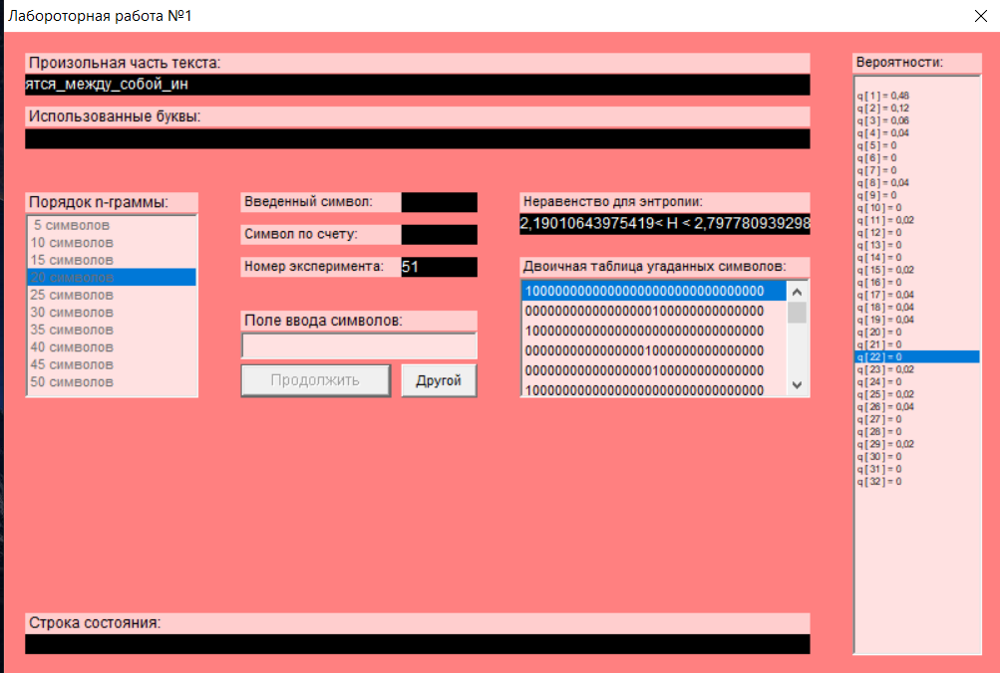 Лабороторная работа №1
Произольная часть текста:
ятся_между_собой_ин
Использованные буквы:
Порядок n-граммы:
5 символов
10 символов
15 символов
20 символов
25 символов
30 символов
35 символов
40 символов
45 символов
50 символов
Введенный символ:
Символ по счету:
Номер эксперимента: 51
Поле ввода символов:
Продолжить
Другой
Неравенство для энтропии:
2,19010643975419< H < 2,797780939298
Двоичная таблица угаданных символов:
10000000000000000000000000000000
00000000000000001000000000000000
10000000000000000000000000000000
00000000000000001000000000000000
00000000000000001000000000000000
10000000000000000000000000000000
Строка состояния:
Вероятности:
q[1] = 0,48
q[2] = 0,12
q[3] = 0,06
q[4] = 0,04
q[5] = 0
q[6] = 0
q[7] = 0
q[8] = 0,04
q[9] = 0
q[10] = 0
q[11] = 0,02
q[12] = 0
q[13] = 0
q[14] = 0
q[15] = 0,02
q[16] = 0
q[17] = 0,04
q[18] = 0,04
q[19] = 0,04
q[20] = 0
q[21] = 0
q[22] = 0
q[23] = 0,02
q[24] = 0
q[25] = 0,02
q[26] = 0,04
q[27] = 0
q[28] = 0
q[29] = 0,02
q[30] = 0
q[31] = 0
q[32] = 0